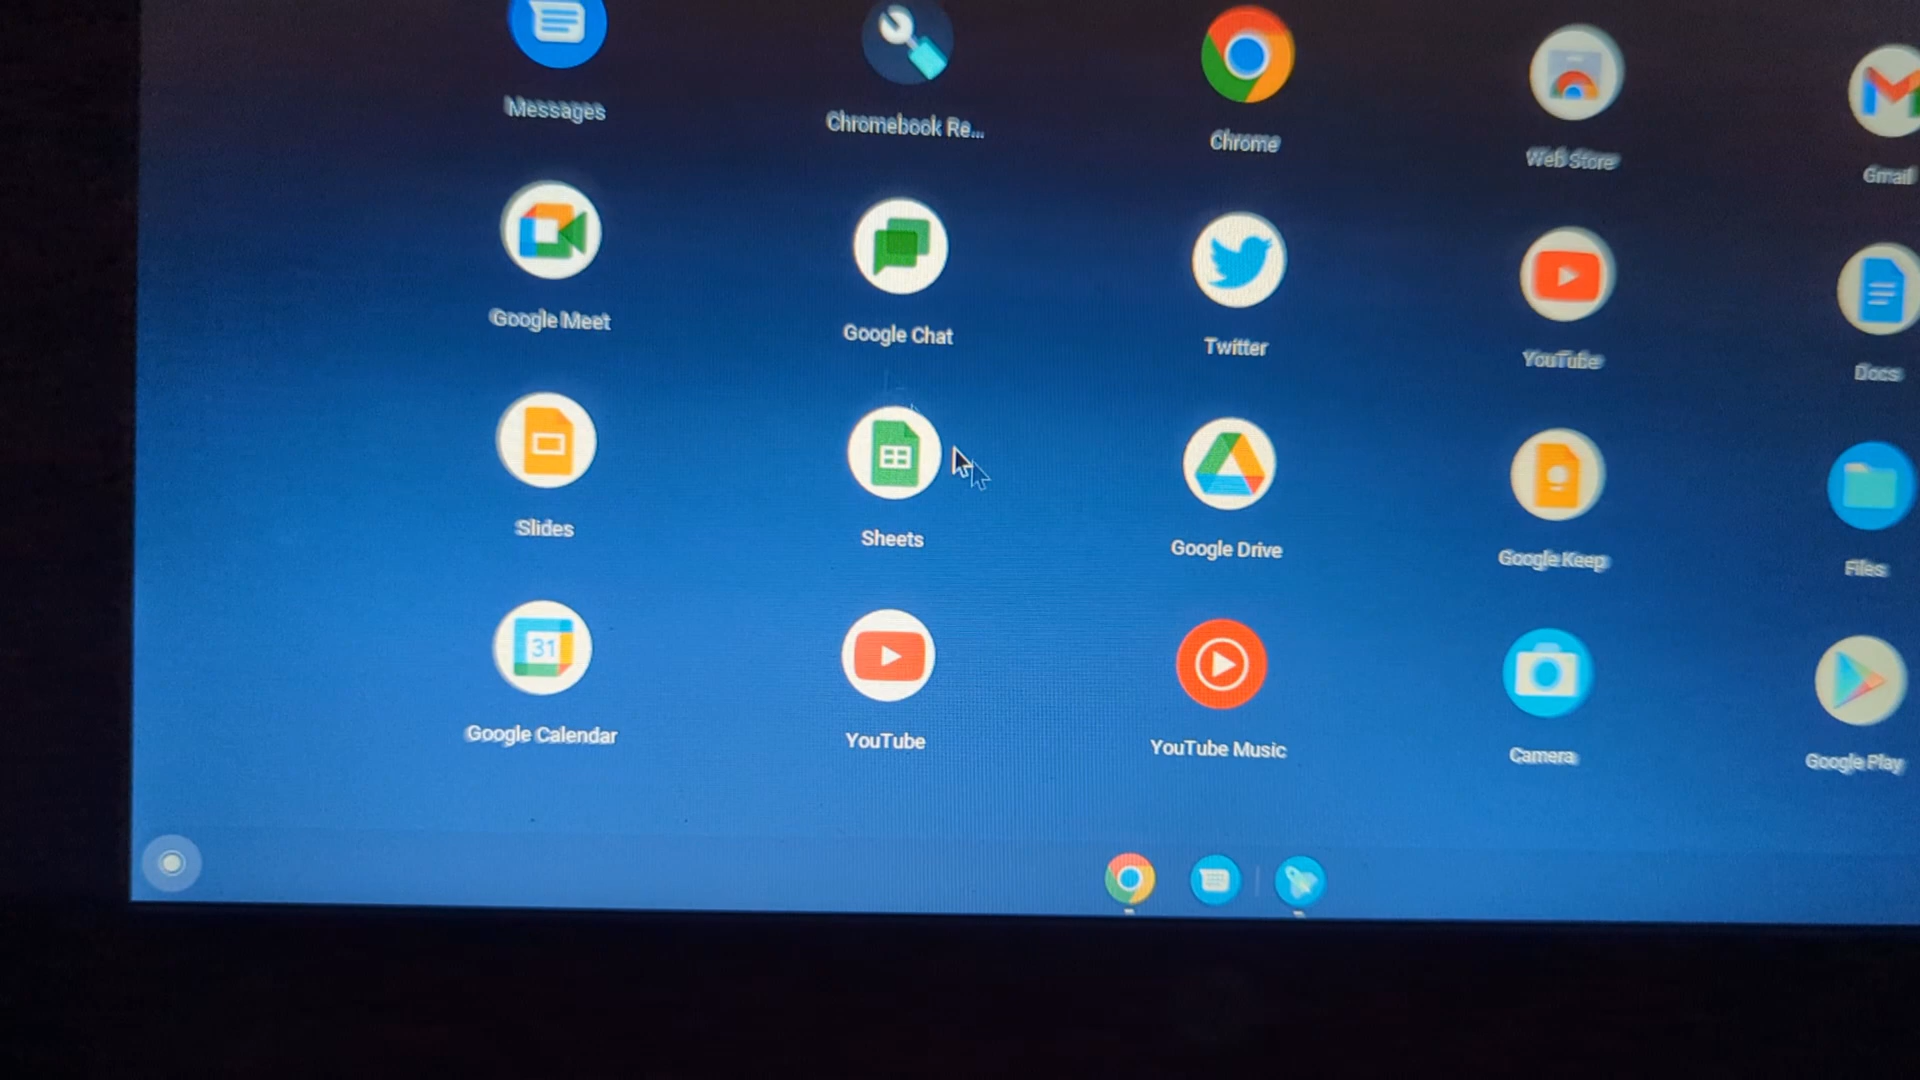 Messages
Chromebook Re...
Chrome
Web Store
Gmail
Google Meet
Google Chat
Twitter
YouTube
Docs
Slides
Sheets
Google Drive
Google Keep
Files
31
Google Calendar
YouTube
YouTube Music
Camera
Google Play